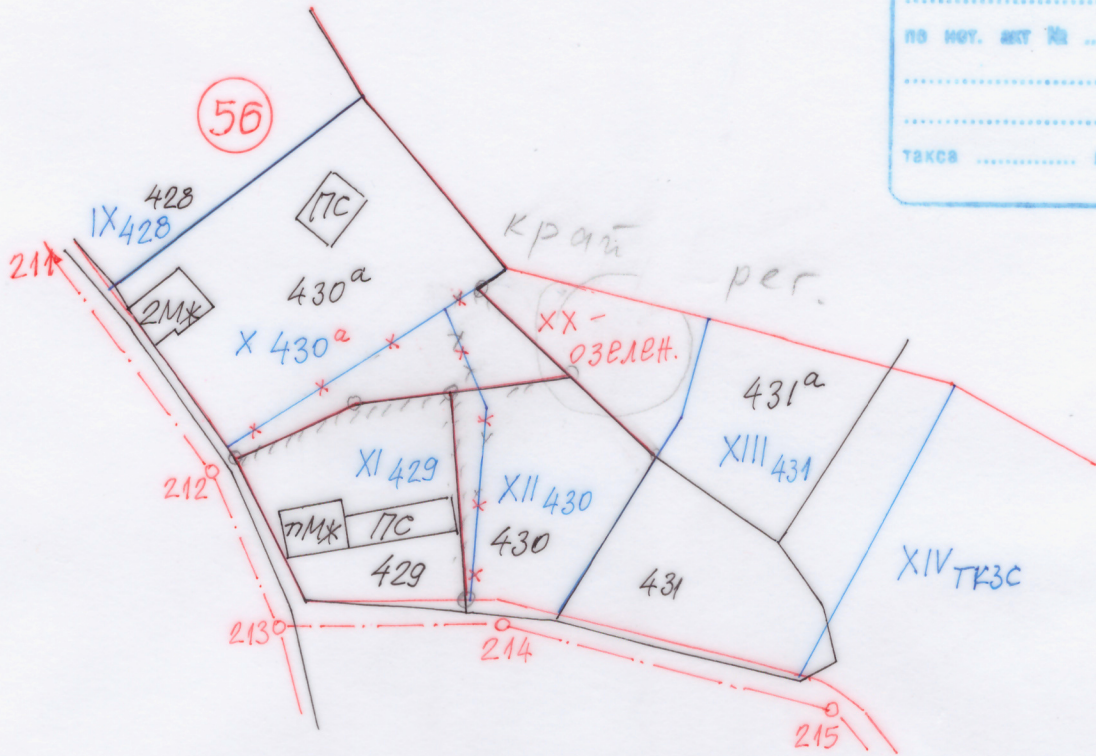 по нот. акт №
такса
56
428
IX 428
ПС
край
рег.
211
430а
2МЖ
X 430а
XX -
озелен.
431а
XIII 431
XI 429
XII 430
212
пМЖ
ПС
430
429
431
XIV ТКЗС
213
214
215